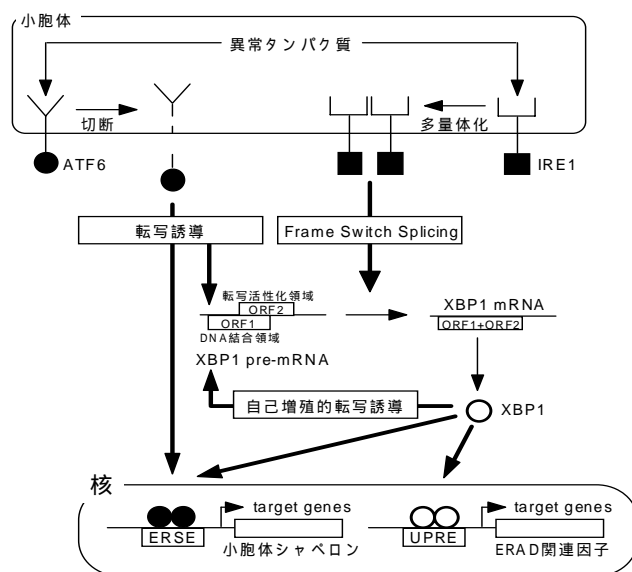 小胞体
異常タンパク質
切断
多量体化
ATF6
IRE1
転写誘導
Frame Switch Splicing
転写活性化領域
ORF2
ORF1
DNA結合領域
XBP1 pre-mRNA
XBP1 mRNA
ORF1+ORF2
自己増殖的転写誘導
XBP1
核
target genes
ERSE
小胞体シャペロン
target genes
UPRE
ERAD関連因子